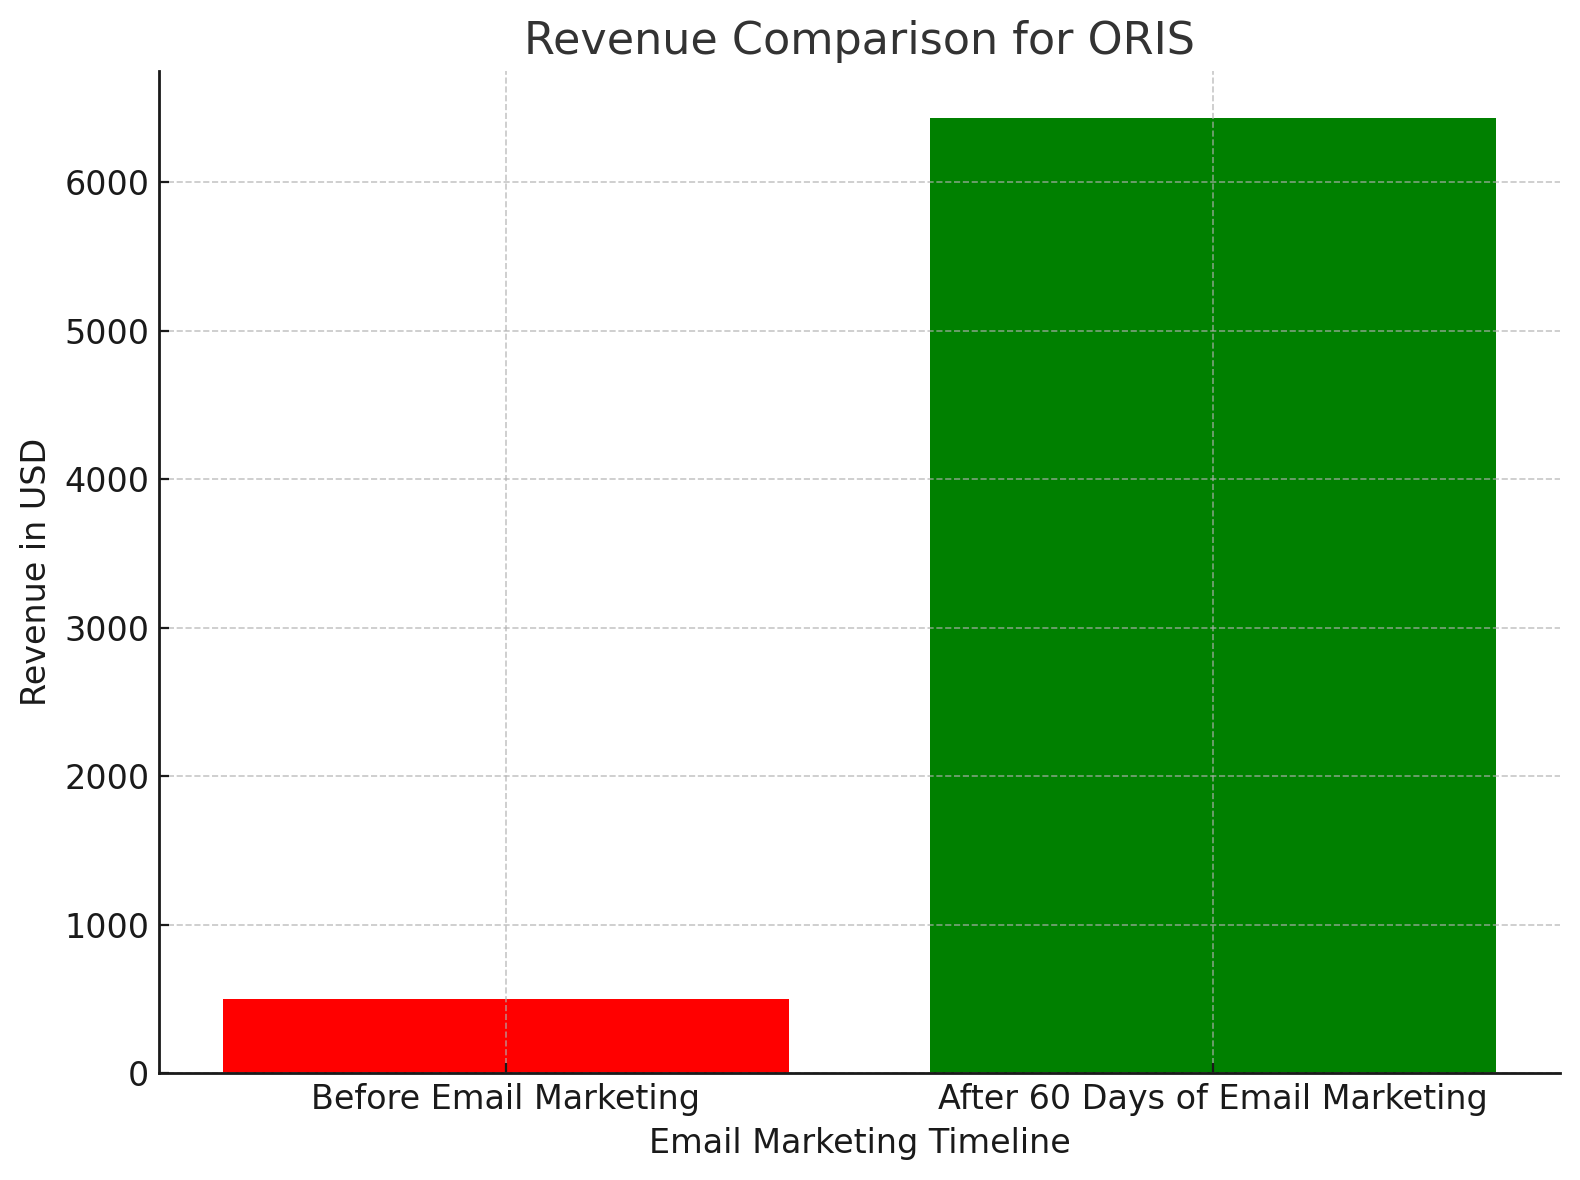 Revenue Comparison for ORIS
6000
5000
4000
3000
2000
1000
0
Revenue in USD
Before Email Marketing
After 60 Days of Email Marketing
Email Marketing Timeline